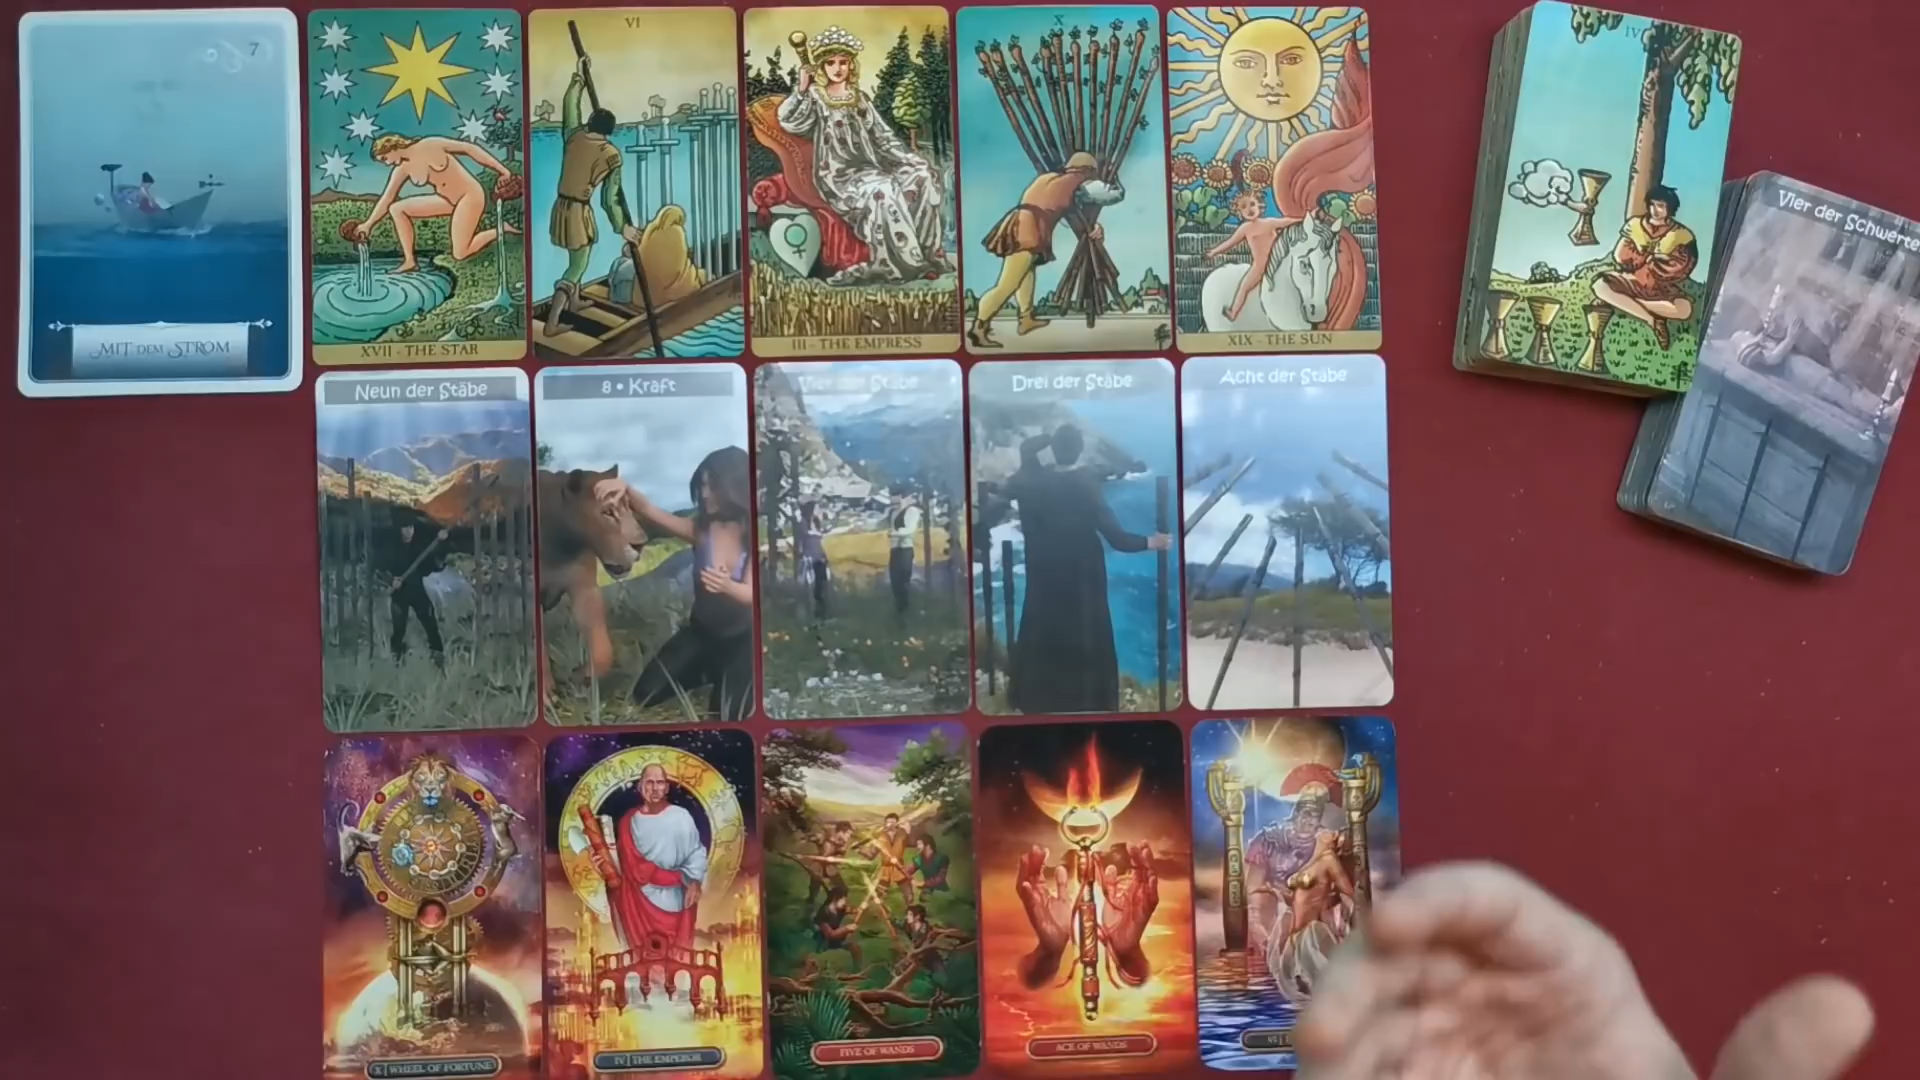 7
MIT DEM STROM
XVII - THE STAR
VI
III - THE EMPRESS
X
XIX - THE SUN
IV
Vier der Schwerter
Neun der Stäbe
8 • Kraft
Vier der Stäbe
Drei der Stäbe
Acht der Stäbe
X | WHEEL OF FORTUNE
IV | THE EMPEROR
FIVE OF WANDS
ACE OF WANDS
VI |